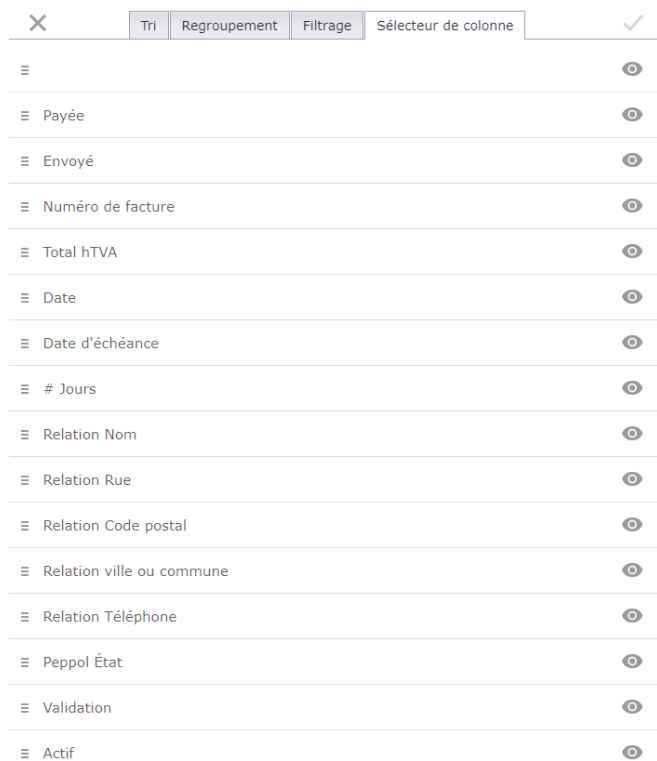 Tri Regroupement Filtrage Sélecteur de colonne
Payée
Envoyé
Numéro de facture
Total hTVA
Date
Date d'échéance
# Jours
Relation Nom
Relation Rue
Relation Code postal
Relation ville ou commune
Relation Téléphone
Peppol État
Validation
Actif